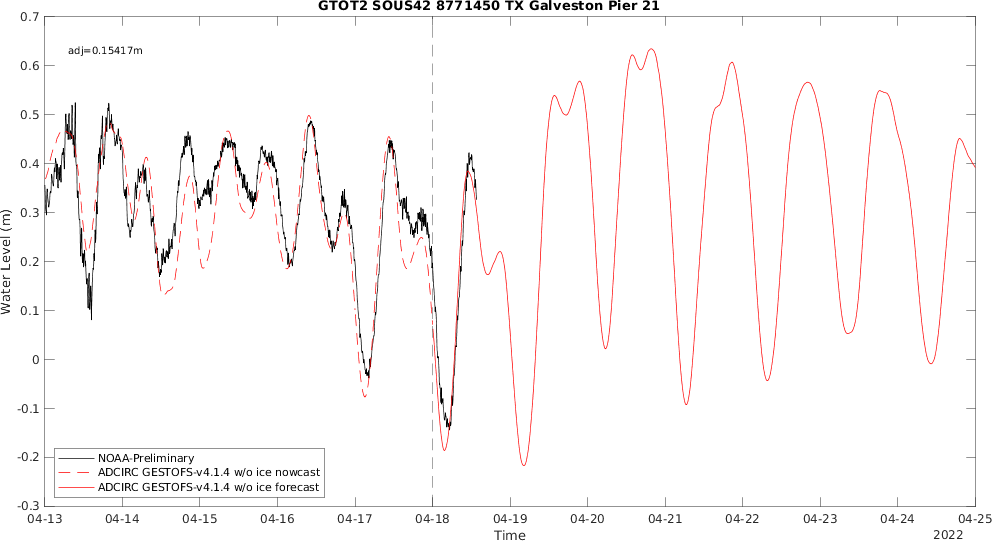 GTOT2 SOUS42 8771450 TX Galveston Pier 21
adj=0.15417m
Water Level (m)
0.7
0.6
0.5
0.4
0.3
0.2
0.1
0
-0.1
-0.2
-0.3
NOAA-Preliminary
ADCIRC GESTOFS-v4.1.4 w/o ice nowcast
ADCIRC GESTOFS-v4.1.4 w/o ice forecast
04-13 04-14 04-15 04-16 04-17 04-18 04-19 04-20 04-21 04-22 04-23 04-24 04-25
Time
2022